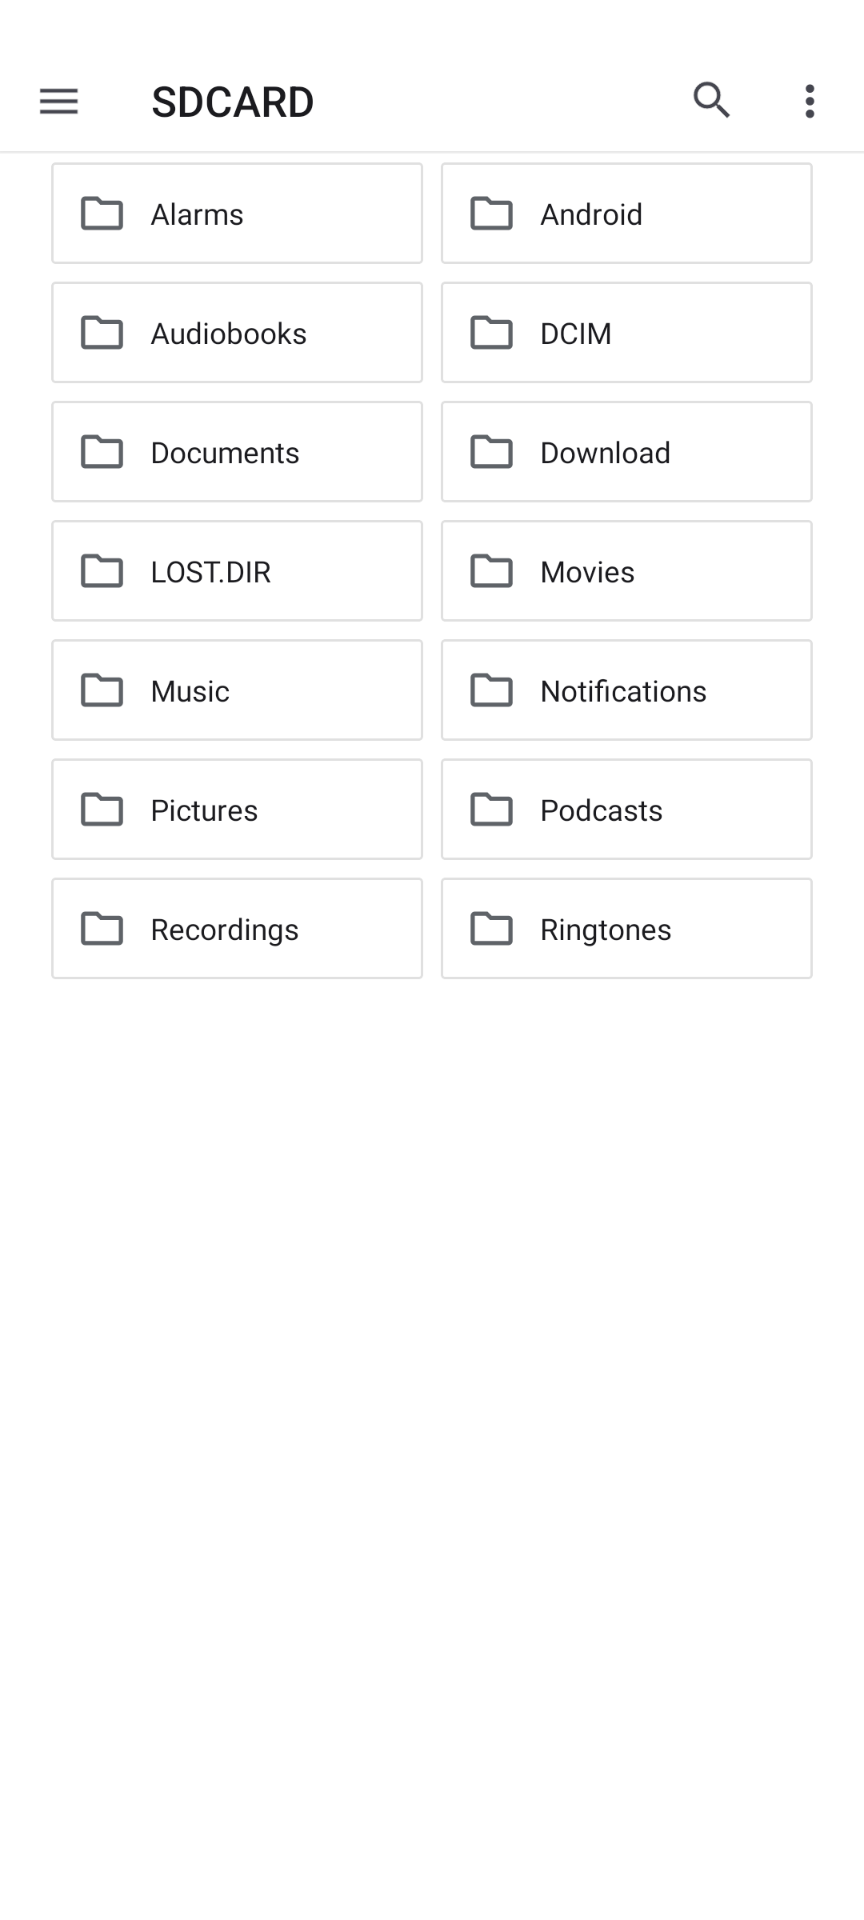 SDCARD
Alarms
Android
Audiobooks
DCIM
Documents
Download
LOST.DIR
Movies
Music
Notifications
Pictures
Podcasts
Recordings
Ringtones